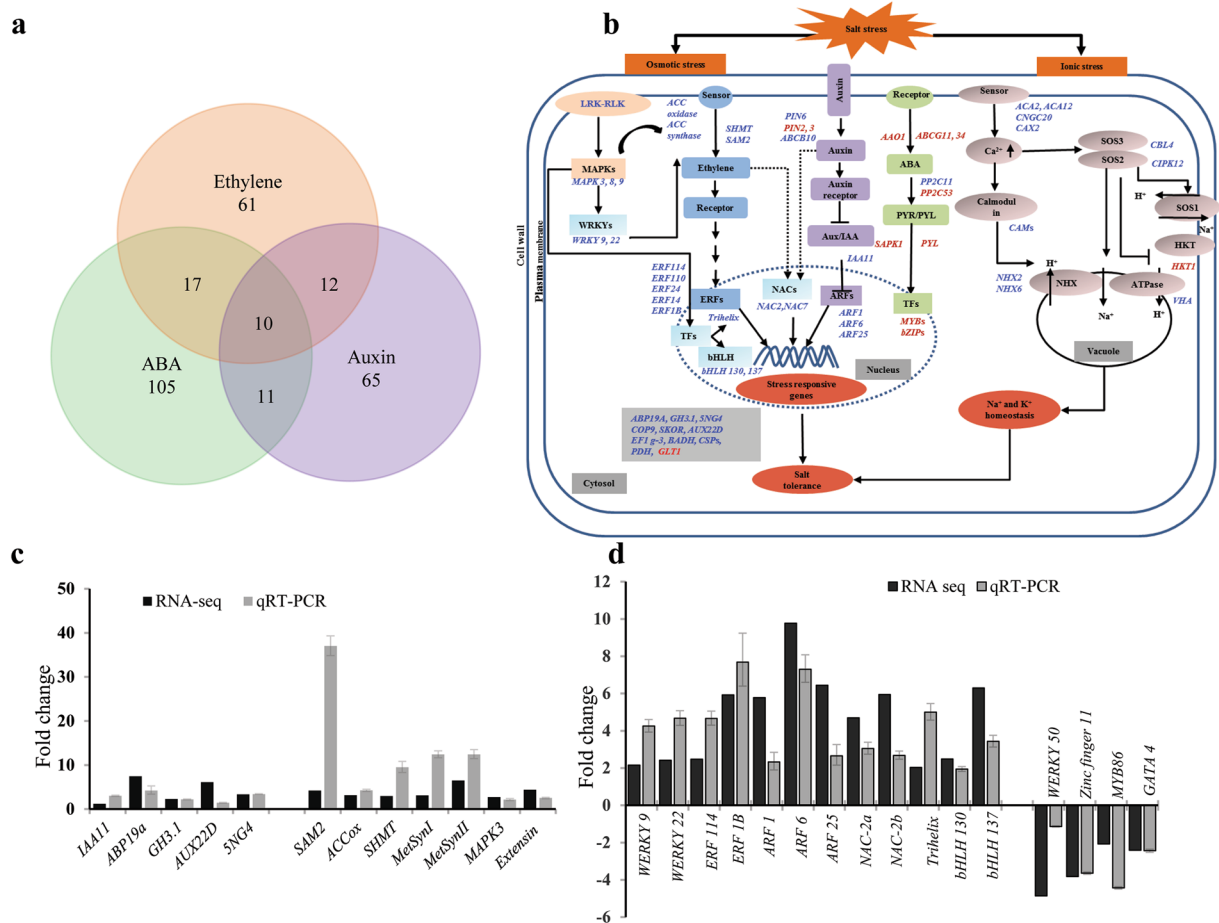 a
Ethylene
61
17
12
10
ABA
105
11
Auxin
65
b
Salt stress
Osmotic stress
Ionic stress
Cell wall
Plasma membrane
LRK-RLK
ACC
oxidase
ACC
synthase
MAPKs
MAPK 3, 8, 9
WRKYs
WRKY 9, 22
Sensor
SHMT
SAM2
Ethylene
Receptor
ERF114
ERF110
ERF24
ERF14
ERF1B
ERFs
Trihelix
TFs
bHLH
bHLH 130, 137
NACs
NAC2,NAC7
Auxin
PIN6
PIN2, 3
ABCB10
Auxin
Auxin
receptor
Aux/IAA
IAA11
ARFs
ARF1
ARF6
ARF25
Receptor
AAO1
ABCG11, 34
ABA
PP2C11
PP2C53
PYR/PYL
SAPK1
PYL
TFs
MYBs
bZIPs
Nucleus
Stress responsive
genes
Sensor
ACA2, ACA12
CNGC20
CAX2
Ca²⁺
Calmodul
in
CAMs
SOS3
SOS2
CBL4
CIPK12
H⁺
SOS1
Na⁺
HKT
HKT1
NHX2
NHX6
H⁺
NHX
ATPase
VHA
Na⁺
H⁺
Vacuole
Na⁺ and K⁺
homeostasis
ABP19A, GH3.1, 5NG4
COP9, SKOR, AUX22D
EF1 g-3, BADH, CSPs,
PDH, GLT1
Cytosol
Salt
tolerance
c
Fold change
50
40
30
20
10
0
RNA-seq
qRT-PCR
IAA11
ABP19a
GH3.1
AUX22D
5NG4
SAM2
ACCox
SHMT
MetSynI
MetSynII
MAPK3
Extensin
d
Fold change
12
10
8
6
4
2
0
-2
-4
-6
RNA seq
qRT-PCR
WERKY 9
WERKY 22
ERF 114
ERF 1B
ARF 1
ARF 6
ARF 25
NAC-2a
NAC-2b
Trihelix
bHLH 130
bHLH 137
WERKY 50
Zinc finger 11
MYB86
GATA 4